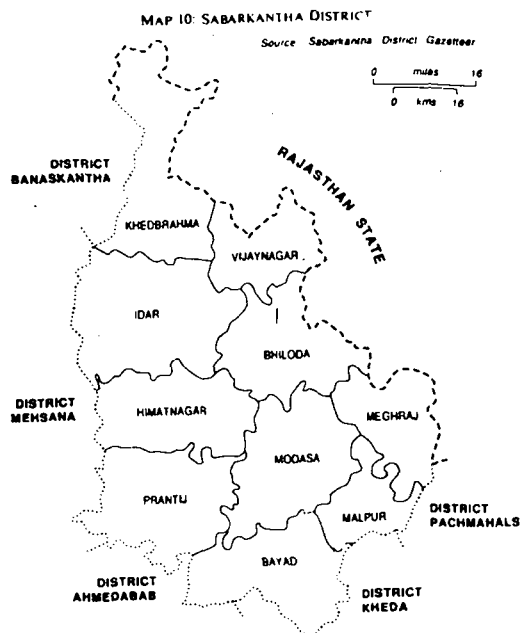 MAP 10: SABARKANTHA DISTRICT
Source Sabarkantha District Gazetteer
0 miles 16
0 kms 16
DISTRICT
BANASKANTHA
RAJASTHAN STATE
KHEDBRAHMA
VIJAYNAGAR
IDAR
BHILODA
DISTRICT
MEHSANA
HIMATNAGAR
MEGHRAJ
MODASA
PRANTIJ
MALPUR
DISTRICT
PACHMAHALS
BAYAD
DISTRICT
AHMEDABAB
DISTRICT
KHEDA